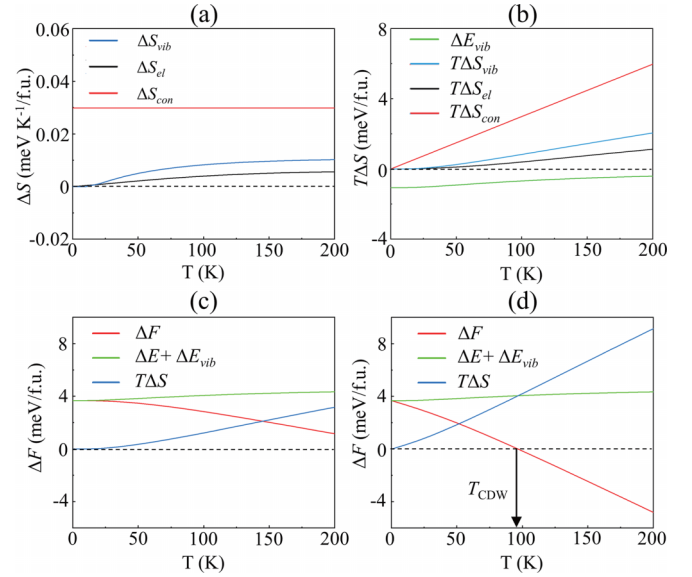 (a)
ΔS_vib
ΔS_el
ΔS_con
ΔS (meV K⁻¹/f.u.)
0.06
0.04
0.02
0
-0.02
0 50 100 150 200
T (K)
(b)
ΔE_vib
TΔS_vib
TΔS_el
TΔS_con
TΔS (meV/f.u.)
8
4
0
-4
0 50 100 150 200
T (K)
(c)
ΔF
ΔE+ ΔE_vib
TΔS
ΔF (meV/f.u.)
8
4
0
-4
0 50 100 150 200
T (K)
(d)
ΔF
ΔE+ ΔE_vib
TΔS
T_CDW
ΔF (meV/f.u.)
8
4
0
-4
0 50 100 150 200
T (K)